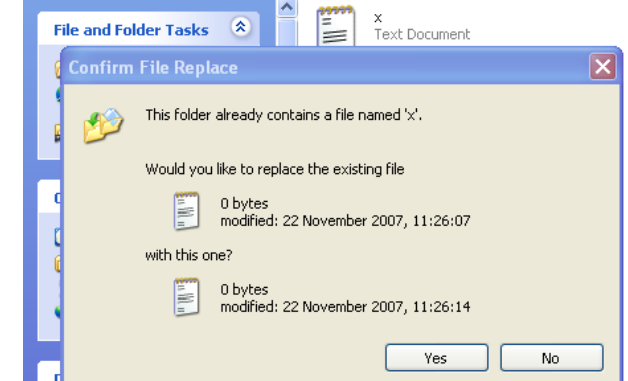 File and Folder Tasks
x
Text Document
Confirm File Replace
This folder already contains a file named 'x'.
Would you like to replace the existing file
0 bytes
modified: 22 November 2007, 11:26:07
with this one?
0 bytes
modified: 22 November 2007, 11:26:14
Yes
No